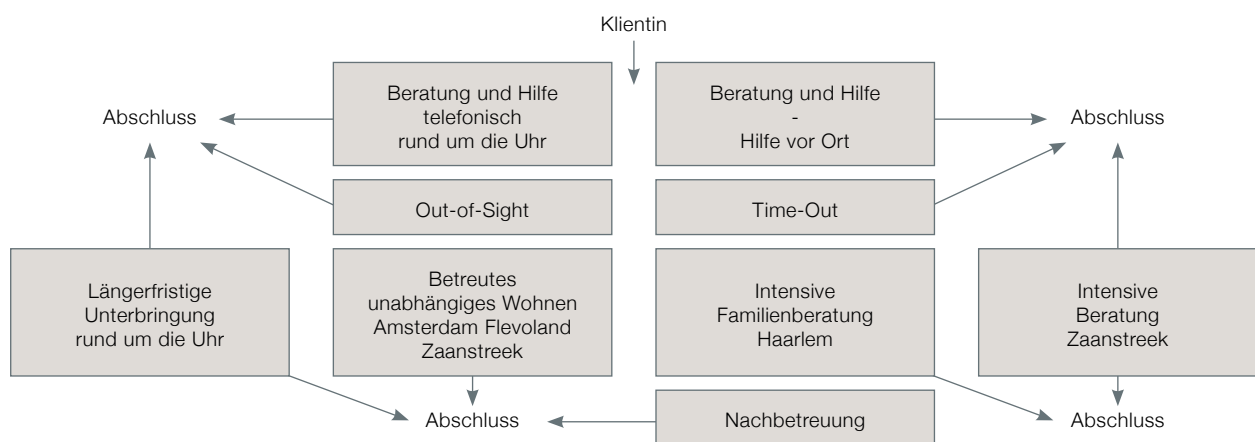 Klientin
Beratung und Hilfe
telefonisch
rund um die Uhr
Beratung und Hilfe
-
Hilfe vor Ort
Abschluss
Abschluss
Out-of-Sight
Time-Out
Längerfristige
Unterbringung
rund um die Uhr
Betreutes
unabhängiges Wohnen
Amsterdam Flevoland
Zaanstreek
Intensive
Familienberatung
Haarlem
Intensive
Beratung
Zaanstreek
Abschluss
Nachbetreuung
Abschluss